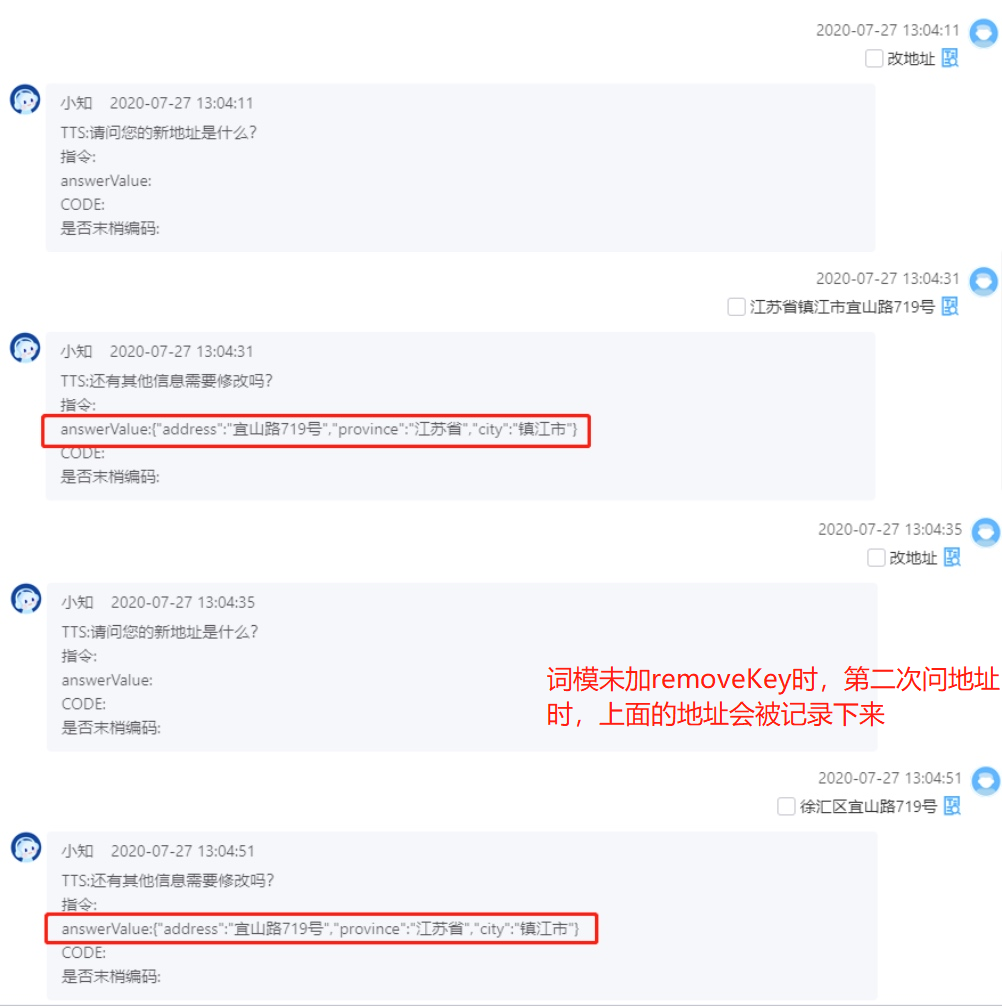 2020-07-27 13:04:11
改地址
小知 2020-07-27 13:04:11
TTS:请问您的新地址是什么?
指令:
answerValue:
CODE:
是否末梢编码:
2020-07-27 13:04:31
江苏省镇江市宜山路719号
小知 2020-07-27 13:04:31
TTS:还有其他信息需要修改吗?
指令:
answerValue:{"address":"宜山路719号","province":"江苏省","city":"镇江市"}
CODE:
是否末梢编码:
2020-07-27 13:04:35
改地址
小知 2020-07-27 13:04:35
TTS:请问您的新地址是什么?
指令:
answerValue:
CODE:
是否末梢编码:
词模未加removeKey时，第二次问地址
时，上面的地址会被记录下来
2020-07-27 13:04:51
徐汇区宜山路719号
小知 2020-07-27 13:04:51
TTS:还有其他信息需要修改吗?
指令:
answerValue:{"address":"宜山路719号","province":"江苏省","city":"镇江市"}
CODE:
是否末梢编码: